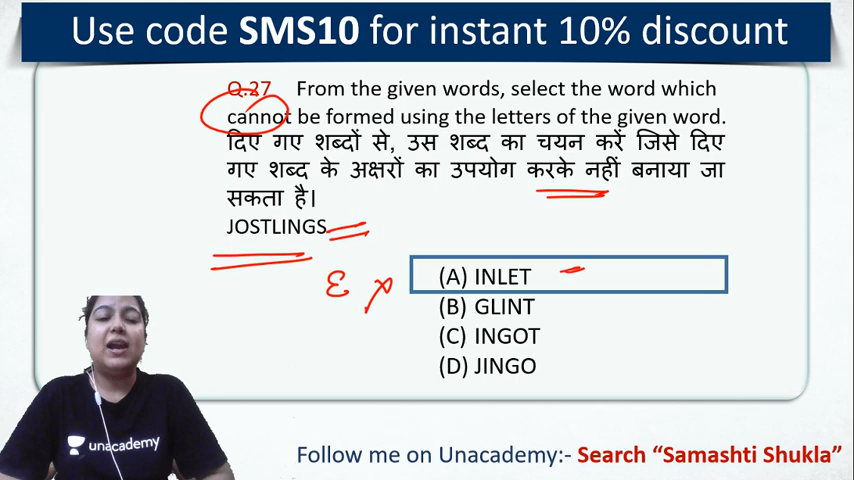 Use code SMS10 for instant 10% discount
Q.27 From the given words, select the word which
cannot be formed using the letters of the given word.
दिए गए शब्दों से, उस शब्द का चयन करें जिसे दिए
गए शब्द के अक्षरों का उपयोग करके नहीं बनाया जा
सकता है।
JOSTLINGS
E x
(A) INLET
(B) GLINT
(C) INGOT
(D) JINGO
unacademy
Follow me on Unacademy:- Search “Samashti Shukla”